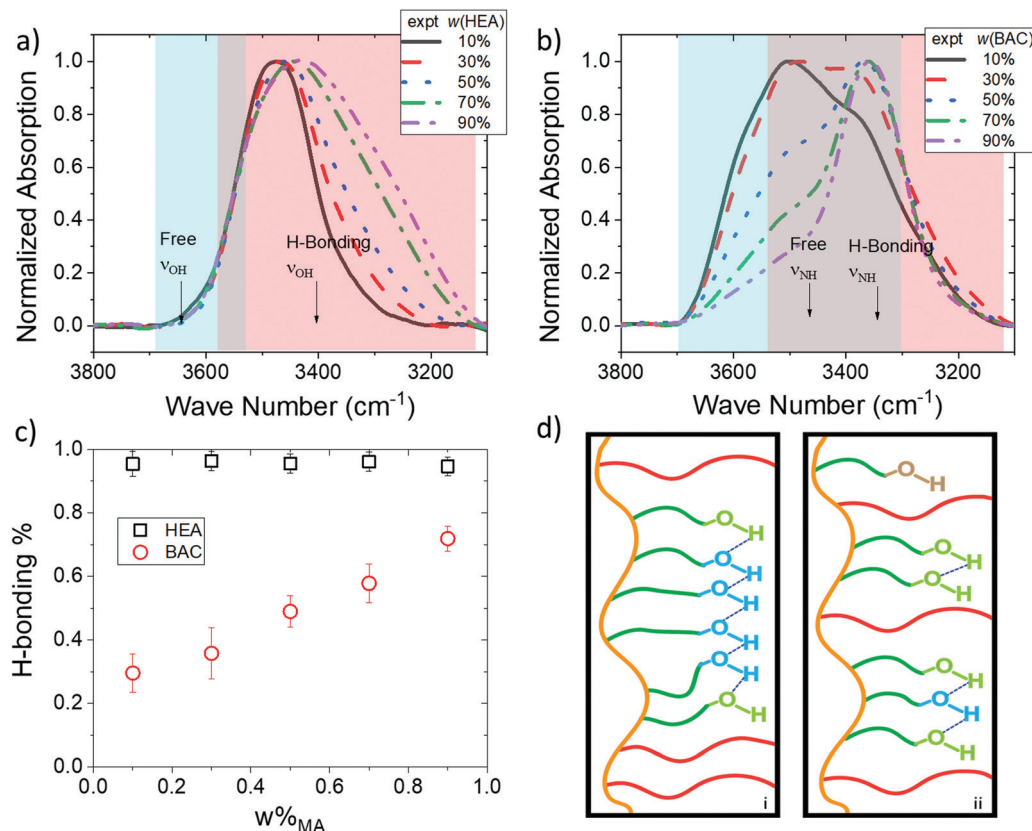 a)
Normalized Absorption
1.0
0.8
0.6
0.4
0.2
0.0
3800
3600
3400
3200
Wave Number (cm⁻¹)
expt w(HEA)
10%
30%
50%
70%
90%
Free
νOH
H-Bonding
νOH
b)
Normalized Absorption
1.0
0.8
0.6
0.4
0.2
0.0
3800
3600
3400
3200
Wave Number (cm⁻¹)
expt w(BAC)
10%
30%
50%
70%
90%
Free
νNH
H-Bonding
νNH
c)
H-bonding %
1.0
0.8
0.6
0.4
0.2
0.0
0.0
0.2
0.4
0.6
0.8
1.0
w%MA
HEA
BAC
d)
O H
O H
O H
O H
O H
O H
i
O H
O H
O H
O H
O H
O H
ii